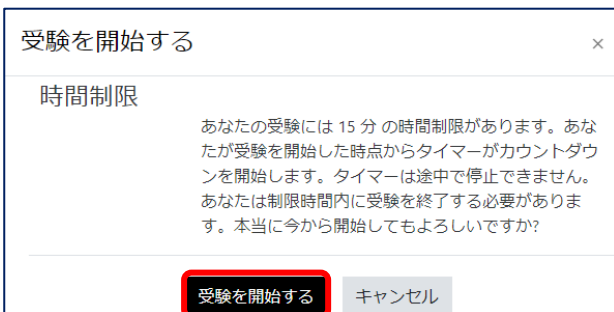 受験を開始する
×
時間制限
あなたの受験には 15 分 の時間制限があります。あな
たが受験を開始した時点からタイマーがカウントダウ
ンを開始します。タイマーは途中で停止できません。
あなたは制限時間内に受験を終了する必要がありま
す。本当に今から開始してもよろしいですか?
受験を開始する
キャンセル